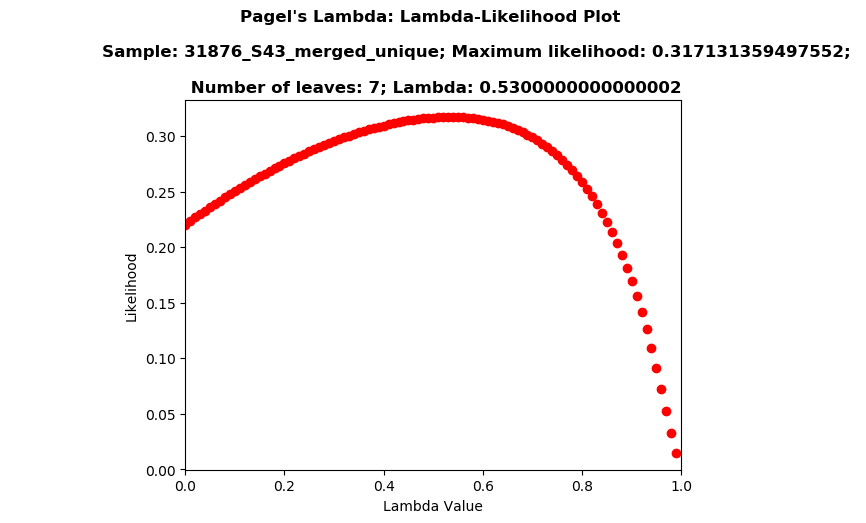 Pagel's Lambda: Lambda-Likelihood Plot
Sample: 31876_S43_merged_unique; Maximum likelihood: 0.317131359497552;
Number of leaves: 7; Lambda: 0.5300000000000002
0.30
0.25
0.20
0.15
0.10
0.05
0.00
Likelihood
0.0 0.2 0.4 0.6 0.8 1.0
Lambda Value